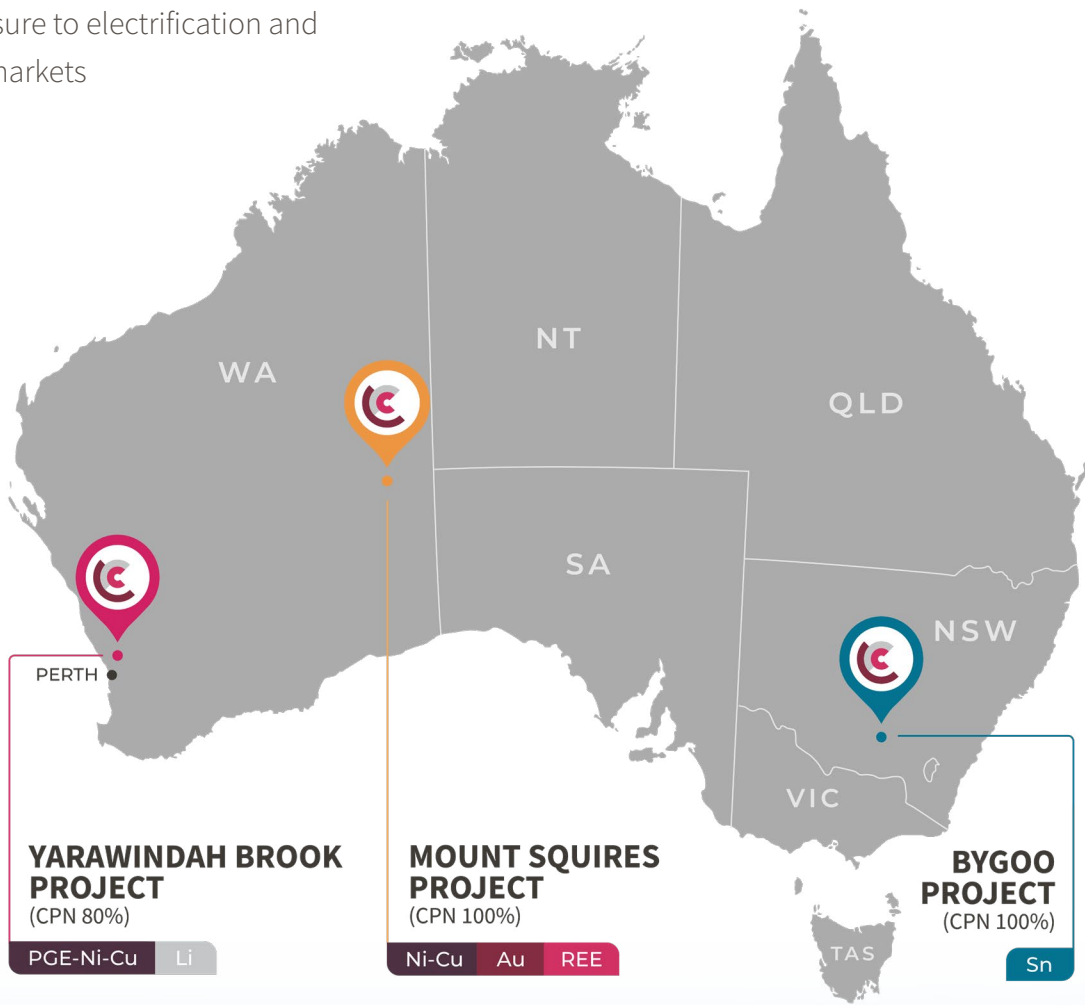 sure to electrification and
narkets
NT
WA
QLD
SA
NSW
PERTH
VIC
YARAWINDAH BROOK
PROJECT
(CPN 80%)
PGE-Ni-Cu Li
MOUNT SQUIRES
PROJECT
(CPN 100%)
Ni-Cu Au REE
BYGOO
PROJECT
(CPN 100%)
Sn
TAS